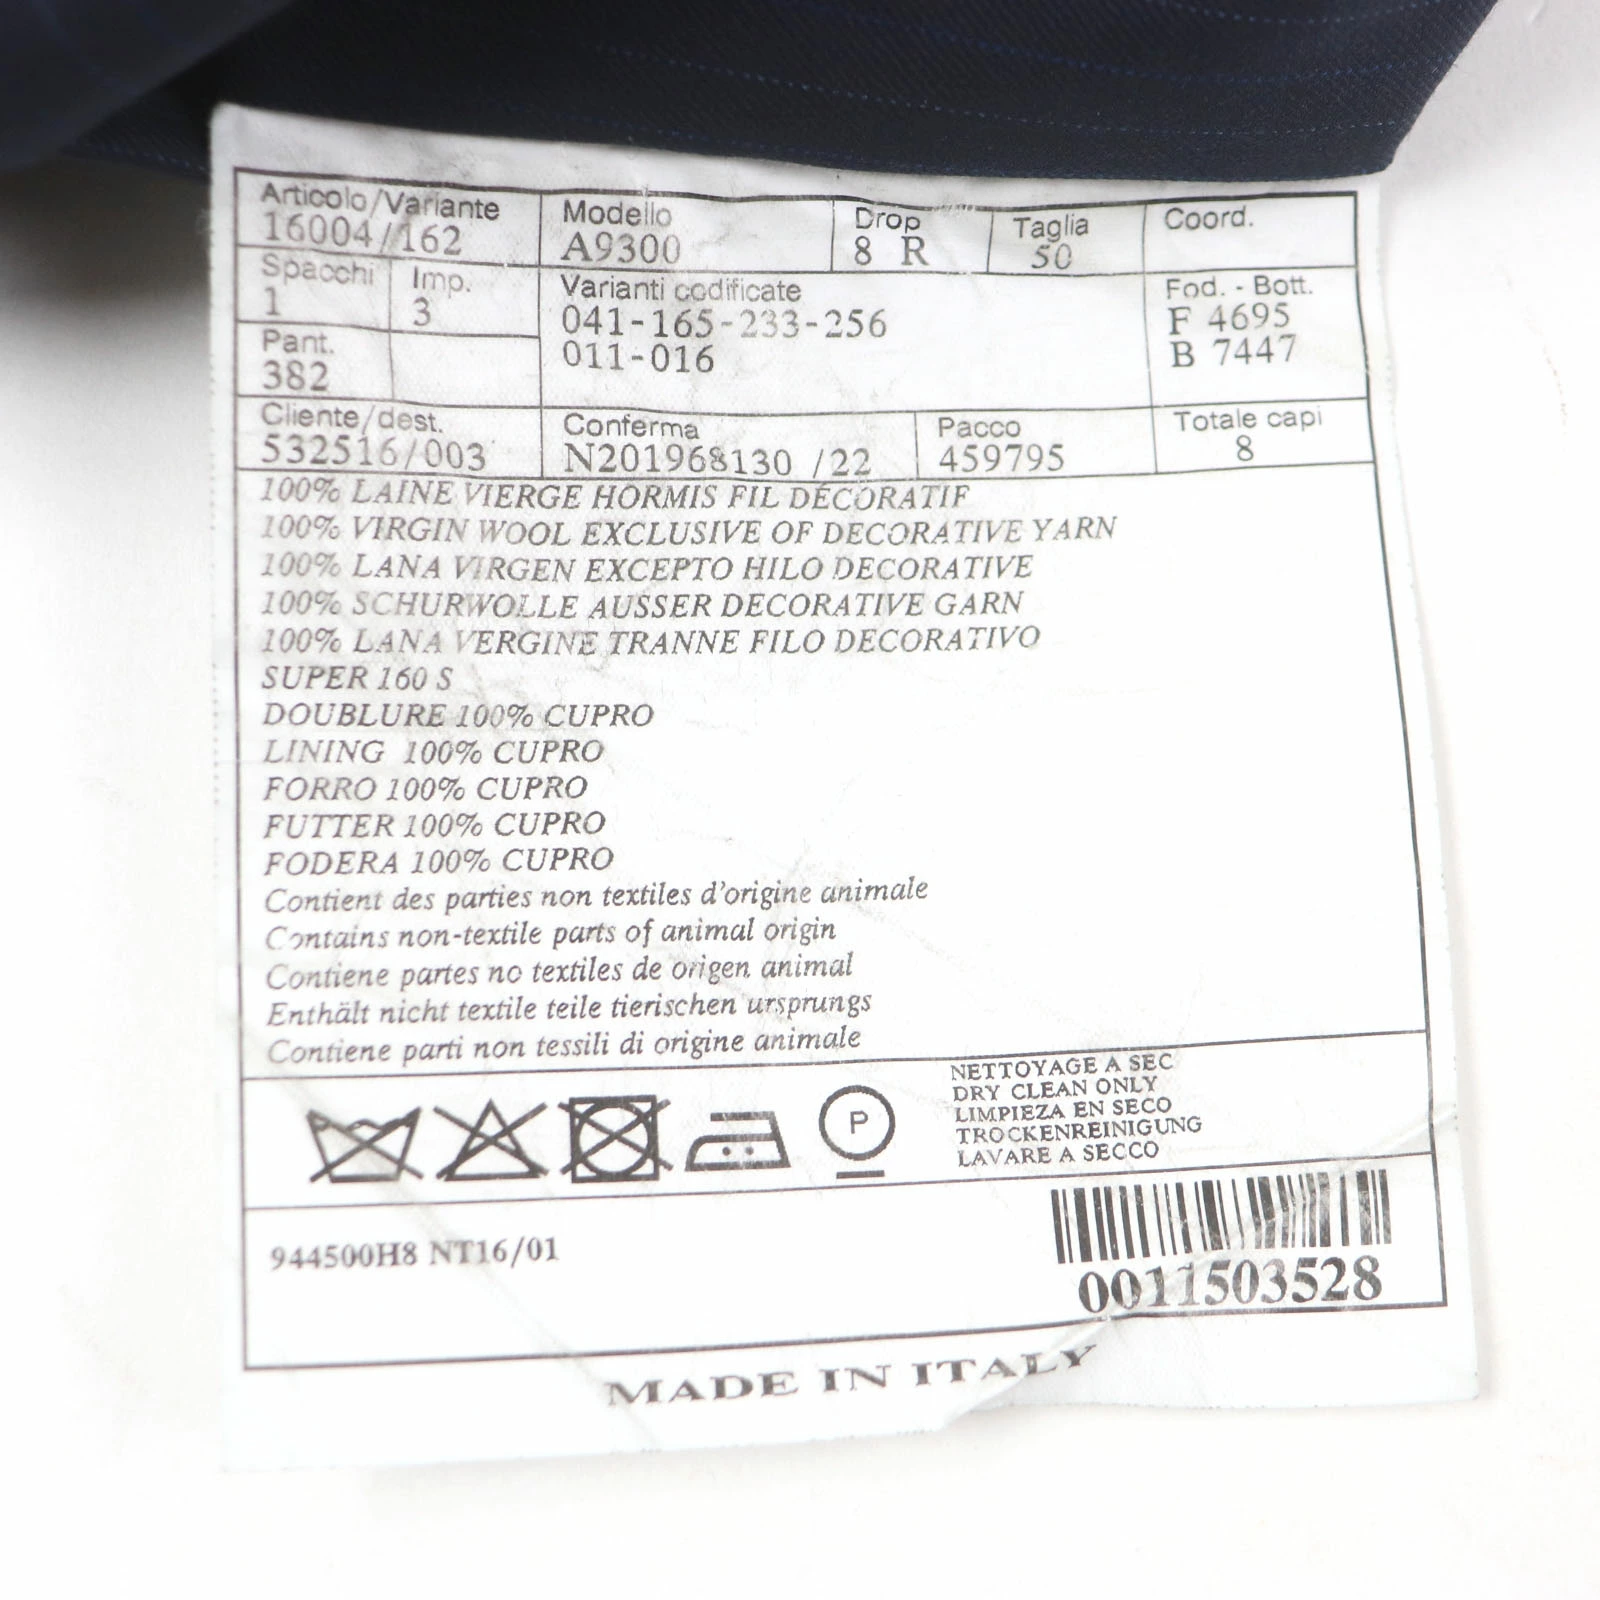 Articolo/Variante Modello Drop Taglia Coord.
16004/162 A9300 8 R 50
Spacchi Imp. Varianti codificate Fod. - Bott.
1 3 041-165-233-256 F 4695
Pant. 011-016 B 7447
382
Cliente/dest. Conferma Pacco Totale capi
532516/003 N201968130 /22 459795 8
100% LAINE VIERGE HORMIS FIL DÉCORATIF
100% VIRGIN WOOL EXCLUSIVE OF DECORATIVE YARN
100% LANA VIRGEN EXCEPTO HILO DECORATIVE
100% SCHURWOLLE AUSSER DECORATIVE GARN
100% LANA VERGINE TRANNE FILO DECORATIVO
SUPER 160 S
DOUBLURE 100% CUPRO
LINING 100% CUPRO
FORRO 100% CUPRO
FUTTER 100% CUPRO
FODERA 100% CUPRO
Contient des parties non textiles d'origine animale
Contains non-textile parts of animal origin
Contiene partes no textiles de origen animal
Enthält nicht textile teile tierischen ursprungs
Contiene parti non tessili di origine animale
P
NETTOYAGE A SEC
DRY CLEAN ONLY
LIMPIEZA EN SECO
TROCKENREINIGUNG
LAVARE A SECCO
944500H8 NT16/01
0011503528
MADE IN ITALY